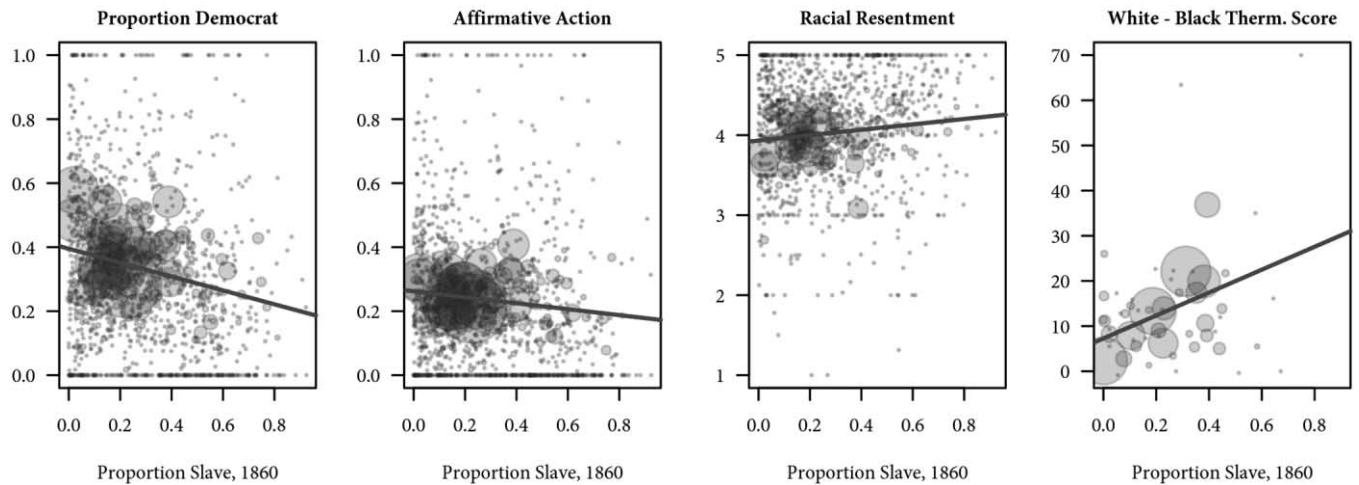 Proportion Democrat
Affirmative Action
Racial Resentment
White - Black Therm. Score
1.0
0.8
0.6
0.4
0.2
0.0
0.0 0.2 0.4 0.6 0.8
Proportion Slave, 1860
1.0
0.8
0.6
0.4
0.2
0.0
0.0 0.2 0.4 0.6 0.8
Proportion Slave, 1860
5
4
3
2
1
0.0 0.2 0.4 0.6 0.8
Proportion Slave, 1860
70
60
50
40
30
20
10
0
0.0 0.2 0.4 0.6 0.8
Proportion Slave, 1860